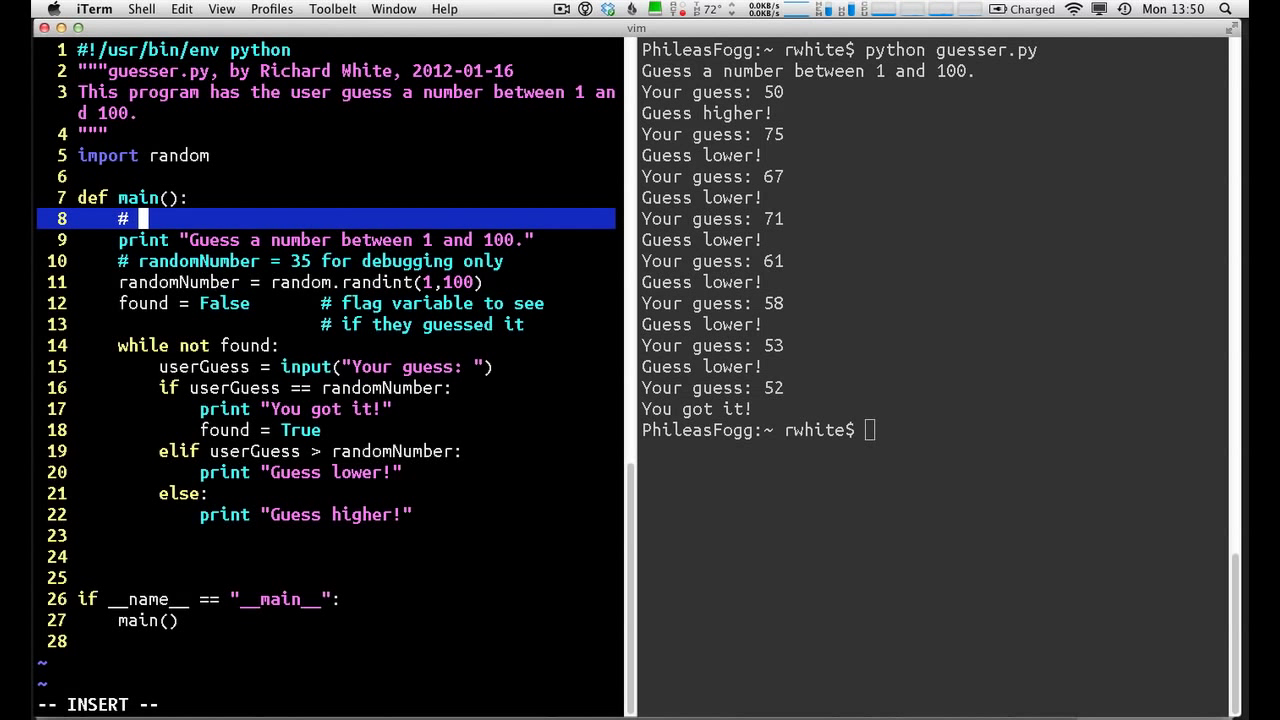 iTerm Shell Edit View Profiles Toolbelt Window Help 72° 0.0KB/s 0.0KB/s Charged Mon 13:50
vim
1 #!/usr/bin/env python
2 """guesser.py, by Richard White, 2012-01-16
3 This program has the user guess a number between 1 an
d 100.
4 """
5 import random
6
7 def main():
8 #
9 print "Guess a number between 1 and 100."
10 # randomNumber = 35 for debugging only
11 randomNumber = random.randint(1,100)
12 found = False # flag variable to see
13 # if they guessed it
14 while not found:
15 userGuess = input("Your guess: ")
16 if userGuess == randomNumber:
17 print "You got it!"
18 found = True
19 elif userGuess > randomNumber:
20 print "Guess lower!"
21 else:
22 print "Guess higher!"
23
24
25
26 if __name__ == "__main__":
27 main()
28
~
~
-- INSERT --
PhileasFogg:~ rwhite$ python guesser.py
Guess a number between 1 and 100.
Your guess: 50
Guess higher!
Your guess: 75
Guess lower!
Your guess: 67
Guess lower!
Your guess: 71
Guess lower!
Your guess: 61
Guess lower!
Your guess: 58
Guess lower!
Your guess: 53
Guess lower!
Your guess: 52
You got it!
PhileasFogg:~ rwhite$